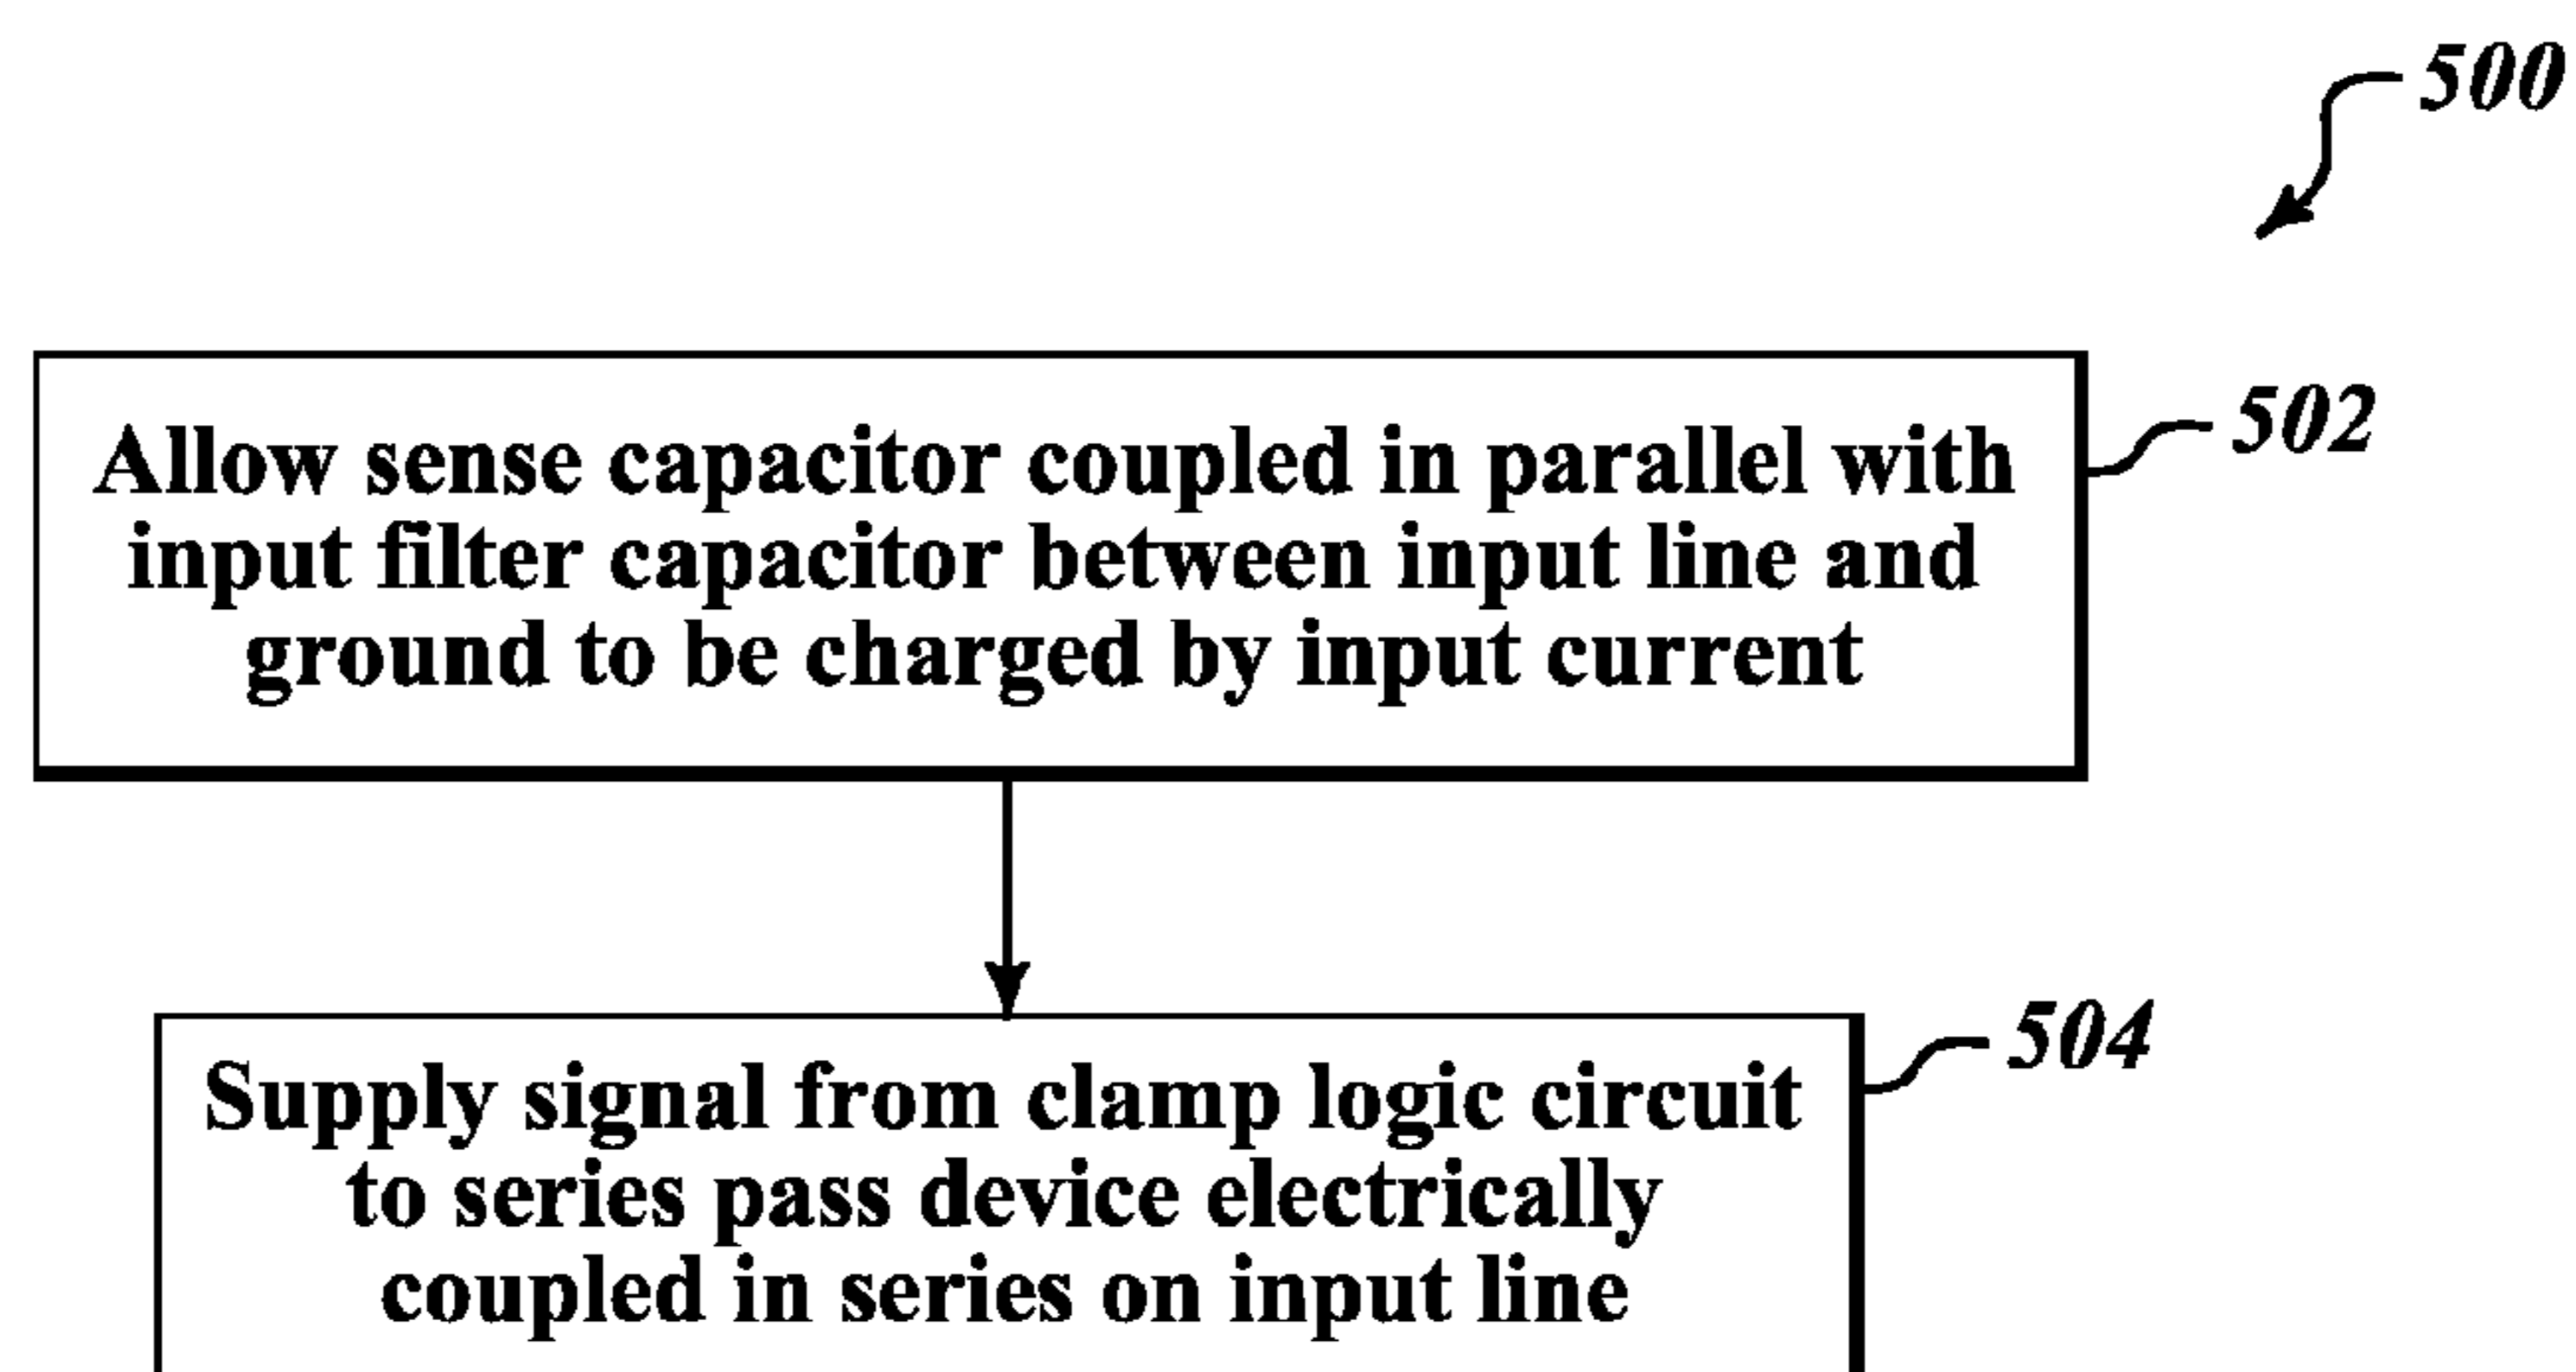 500
Allow sense capacitor coupled in parallel with
input filter capacitor between input line and
ground to be charged by input current
502
Supply signal from clamp logic circuit
to series pass device electrically
coupled in series on input line
504